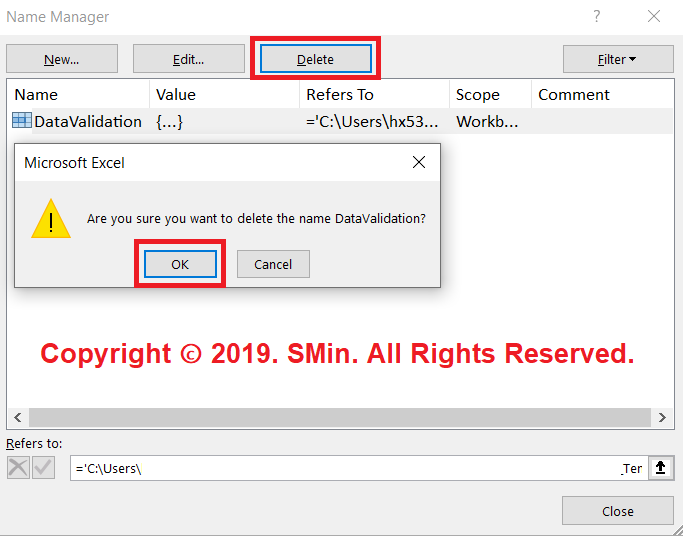 Name Manager ? 
New... Edit... Delete Filter
Name Value Refers To Scope Comment
DataValidation {...} ='C:\Users\hx53... Workb...
Microsoft Excel
Are you sure you want to delete the name DataValidation?
OK Cancel
Copyright © 2019. SMin. All Rights Reserved.
Refers to:
='C:\Users\ _Ter
Close